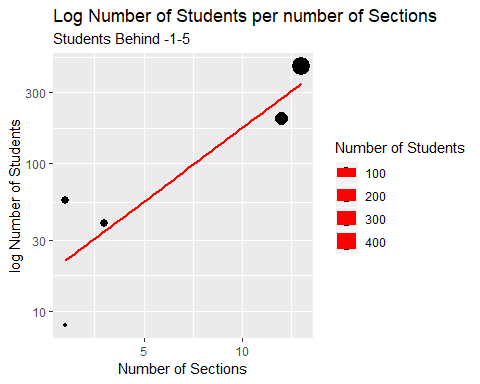 Log Number of Students per number of Sections
Students Behind -1-5
log Number of Students
300
100
30
10
5
10
Number of Sections
Number of Students
100
200
300
400